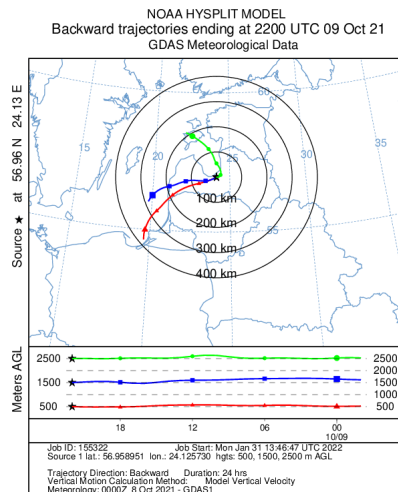 NOAA HYSPLIT MODEL
Backward trajectories ending at 2200 UTC 09 Oct 21
GDAS Meteorological Data
Source ★ at 56.96 N 24.13 E
15
20
25
30
35
60
55
100 km
200 km
300 km
400 km
Meters AGL
2500
1500
500
2500
2000
1500
1000
500
18
12
06
00
10/09
Job ID: 155322 Job Start: Mon Jan 31 13:46:47 UTC 2022
Source 1 lat.: 56.958951 lon.: 24.125730 hgts: 500, 1500, 2500 m AGL
Trajectory Direction: Backward Duration: 24 hrs
Vertical Motion Calculation Method: Model Vertical Velocity
Meteorology: 0000Z 8 Oct 2021 - GDAS1